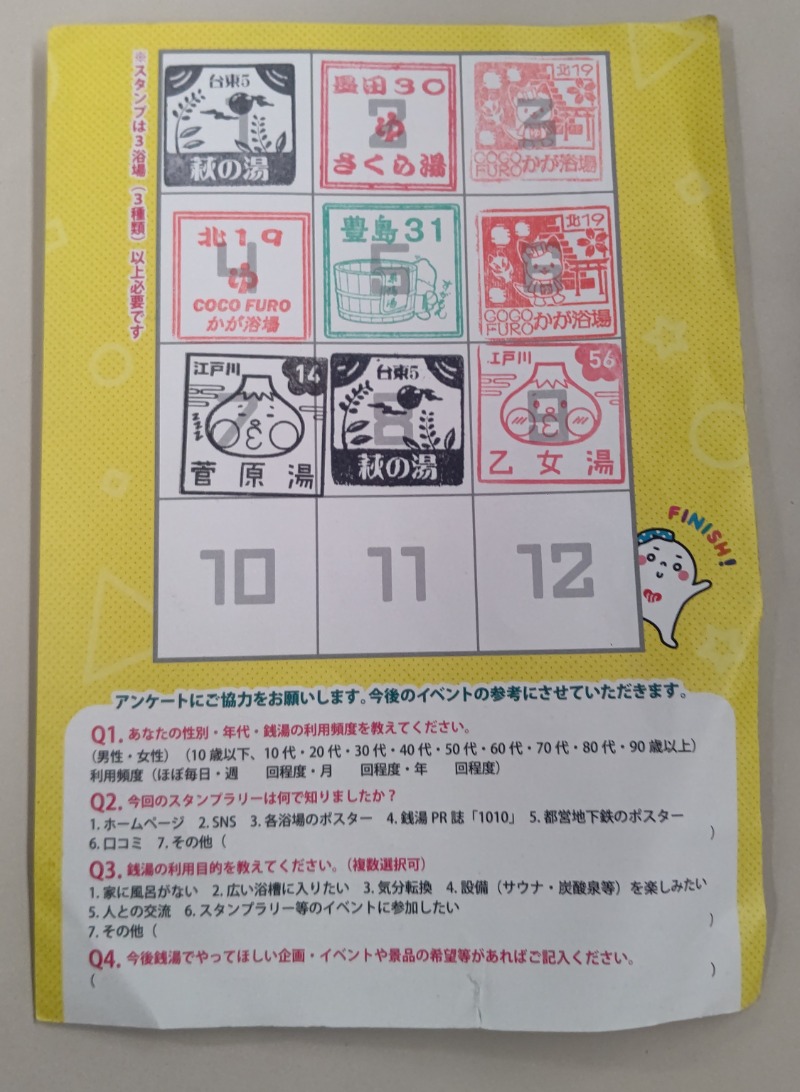 ※スタンプは3浴場(3種類)以上必要です
台東5
1
萩の湯
墨田30
2
ゆ
さくら湯
北19
3
COCO FURO かが浴場
北19
4
ゆ
COCO FURO
かが浴場
豊島31
5
北19
6
COCO FURO かが浴場
江戸川 14
7
菅原湯
台東5
8
萩の湯
江戸川 56
9
乙女湯
10 11 12
FINISH!
アンケートにご協力をお願いします。今後のイベントの参考にさせていただきます。
Q1. あなたの性別・年代・銭湯の利用頻度を教えてください。
(男性・女性)(10歳以下、10代・20代・30代・40代・50代・60代・70代・80代・90歳以上)
利用頻度(ほぼ毎日・週　　回程度・月　　回程度・年　　回程度)
Q2. 今回のスタンプラリーは何で知りましたか?
1. ホームページ 2. SNS 3. 各浴場のポスター 4. 銭湯PR誌「1010」 5. 都営地下鉄のポスター
6. 口コミ 7. その他( )
Q3. 銭湯の利用目的を教えてください。(複数選択可)
1. 家に風呂がない 2. 広い浴槽に入りたい 3. 気分転換 4. 設備(サウナ・炭酸泉等)を楽しみたい
5. 人との交流 6. スタンプラリー等のイベントに参加したい
7. その他( )
Q4. 今後銭湯でやってほしい企画・イベントや景品の希望等があればご記入ください。
( )